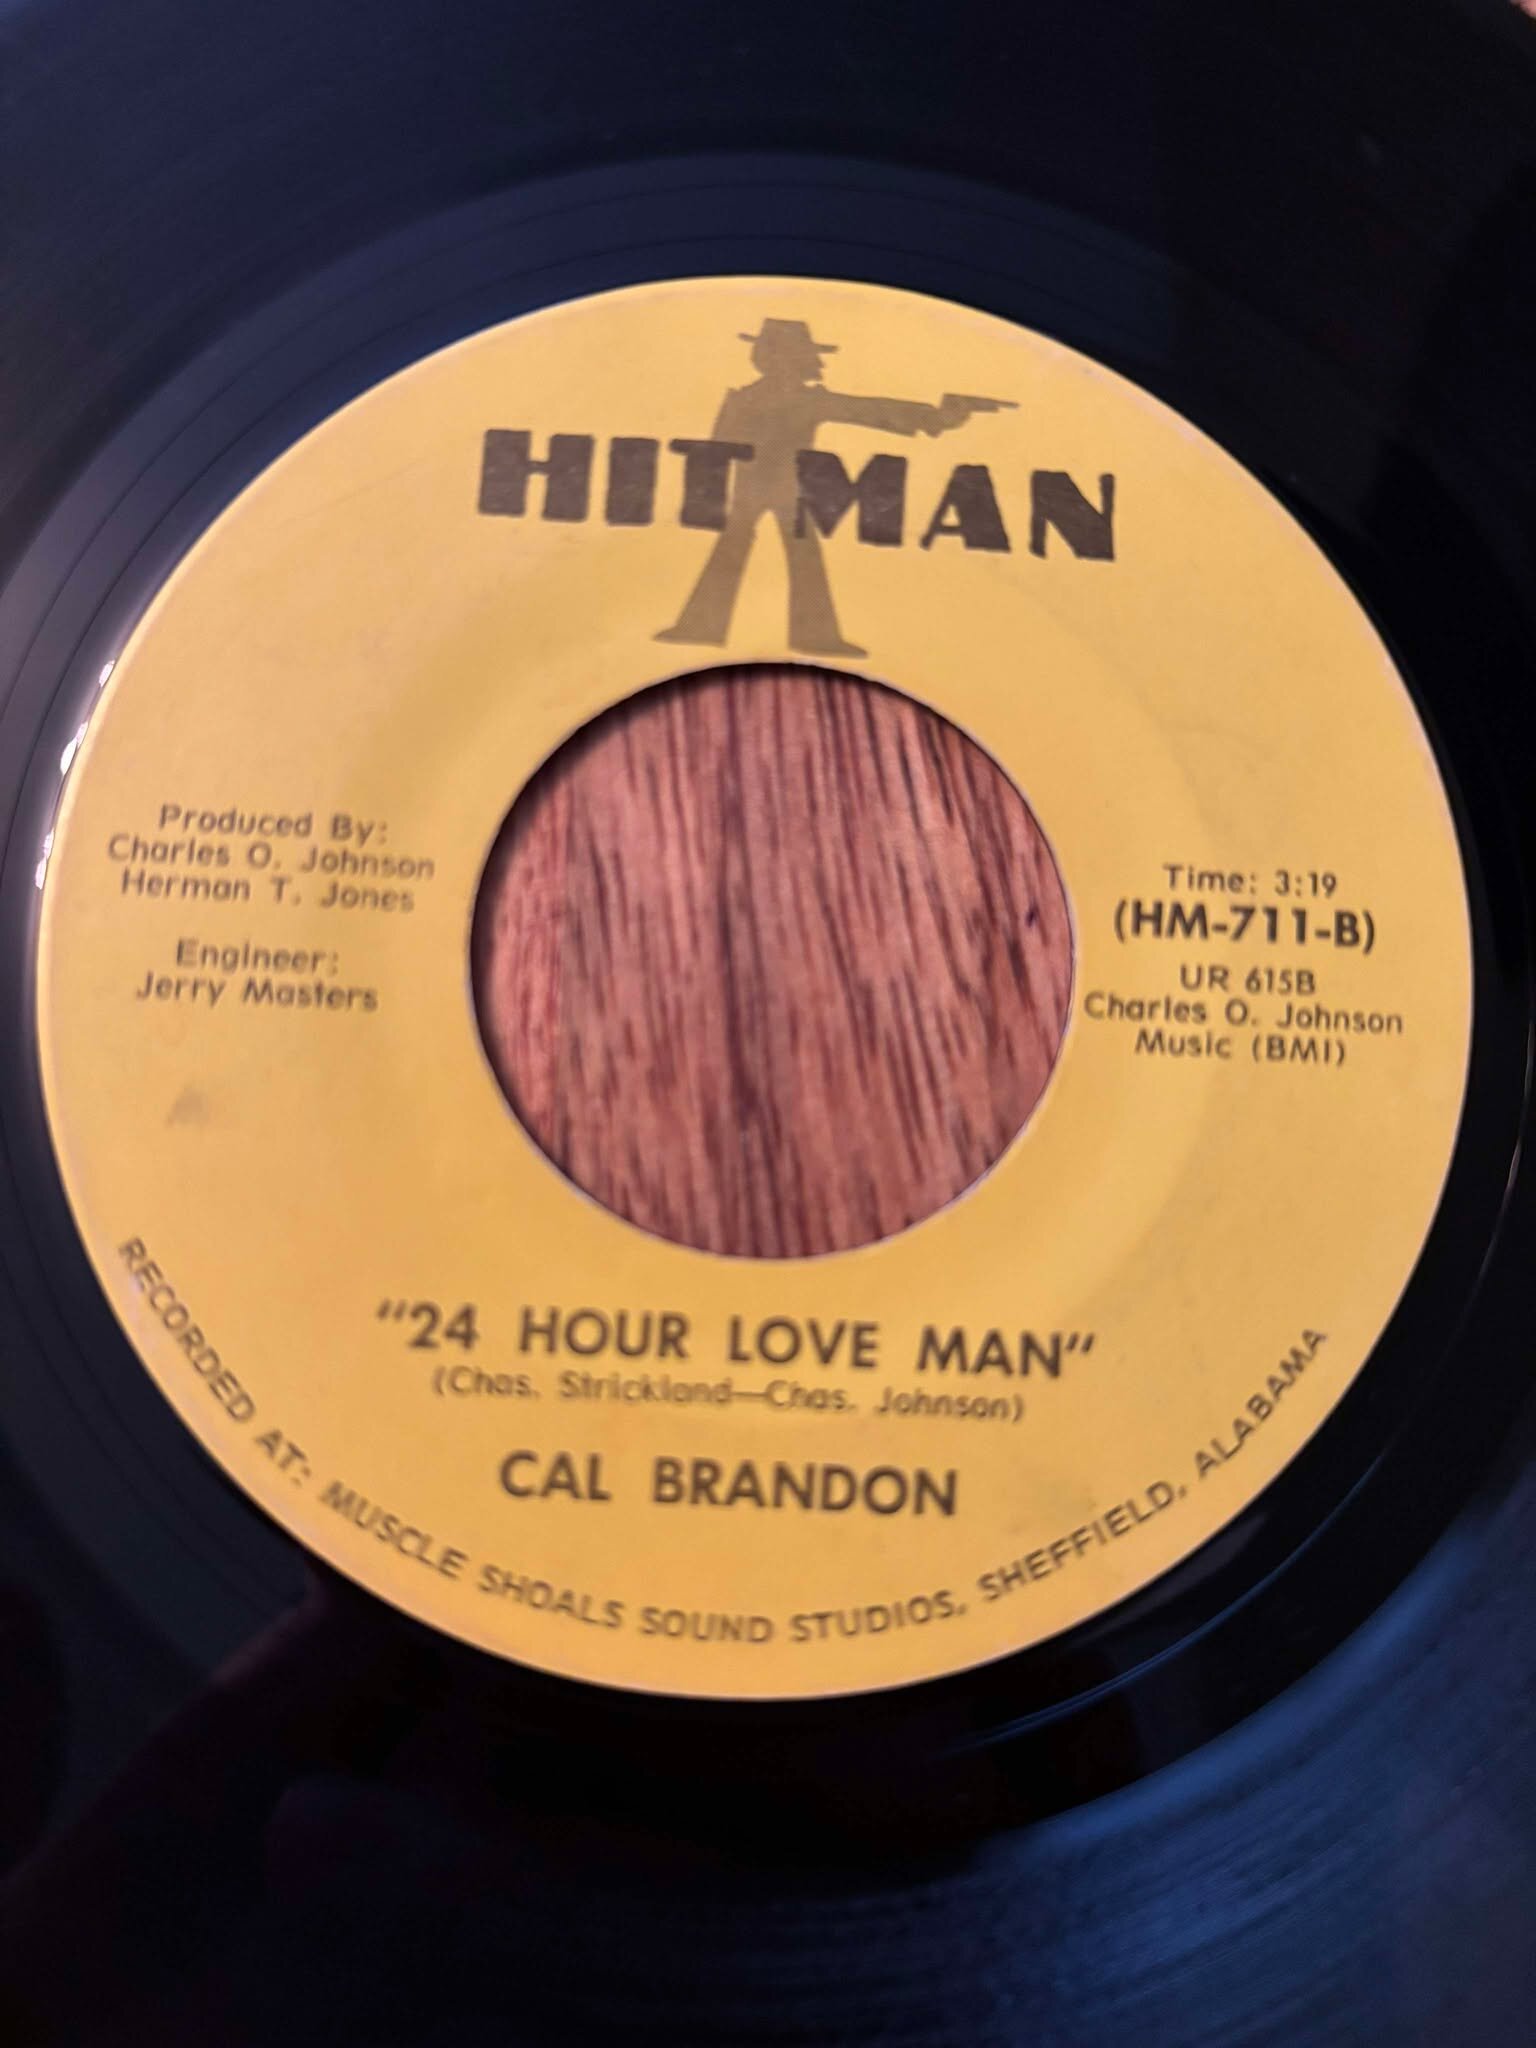 HIT MAN
Produced By:
Charles O. Johnson
Herman T. Jones
Engineer:
Jerry Masters
Time: 3:19
(HM-711-B)
UR 615B
Charles O. Johnson
Music (BMI)
"24 HOUR LOVE MAN"
(Chas. Strickland—Chas. Johnson)
CAL BRANDON
RECORDED AT: MUSCLE SHOALS SOUND STUDIOS, SHEFFIELD, ALABAMA